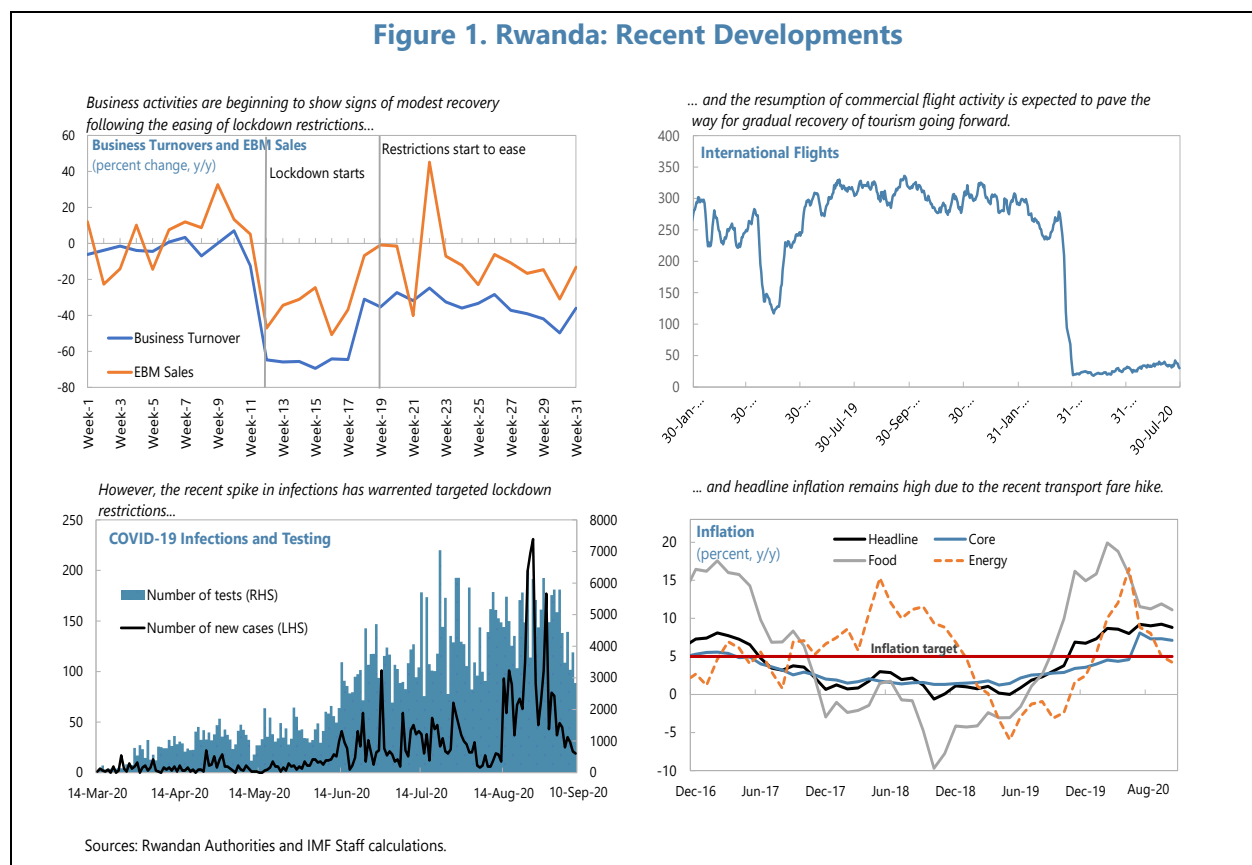 Figure 1. Rwanda: Recent Developments
Business activities are beginning to show signs of modest recovery
following the easing of lockdown restrictions…
60
40
20
0
-20
-40
-60
-80
Business Turnovers and EBM Sales
(percent change, y/y)
Lockdown starts
Restrictions start to ease
Business Turnover
EBM Sales
Week-1
Week-3
Week-5
Week-7
Week-9
Week-11
Week-13
Week-15
Week-17
Week-19
Week-21
Week-23
Week-25
Week-27
Week-29
Week-31
... and the resumption of commercial flight activity is expected to pave the
way for gradual recovery of tourism going forward.
400
350
300
250
200
150
100
50
0
International Flights
30-Jan-...
30-...
30-...
30-Jul-19
30-Sep-...
30-...
31-Jan-...
31-...
31-...
30-Jul-20
However, the recent spike in infections has warrented targeted lockdown
restrictions…
250
200
150
100
50
0
COVID-19 Infections and Testing
Number of tests (RHS)
Number of new cases (LHS)
8000
7000
6000
5000
4000
3000
2000
1000
0
14-Mar-20
14-Apr-20
14-May-20
14-Jun-20
14-Jul-20
14-Aug-20
10-Sep-20
... and headline inflation remains high due to the recent transport fare hike.
20
15
10
5
0
-5
-10
Inflation
(percent, y/y)
Headline
Core
Food
Energy
Inflation target
Dec-16
Jun-17
Dec-17
Jun-18
Dec-18
Jun-19
Dec-19
Aug-20
Sources: Rwandan Authorities and IMF Staff calculations.